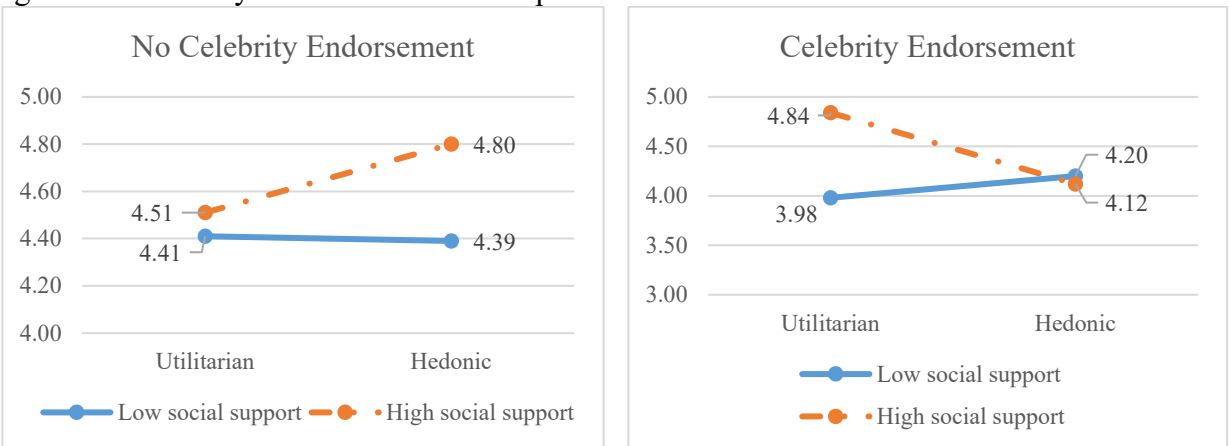 No Celebrity Endorsement
5.00
4.80
4.60
4.40
4.20
4.00
4.51
4.41
4.80
4.39
Utilitarian Hedonic
Low social support High social support
Celebrity Endorsement
5.00
4.50
4.00
3.50
3.00
4.84
3.98
4.20
4.12
Utilitarian Hedonic
Low social support
High social support